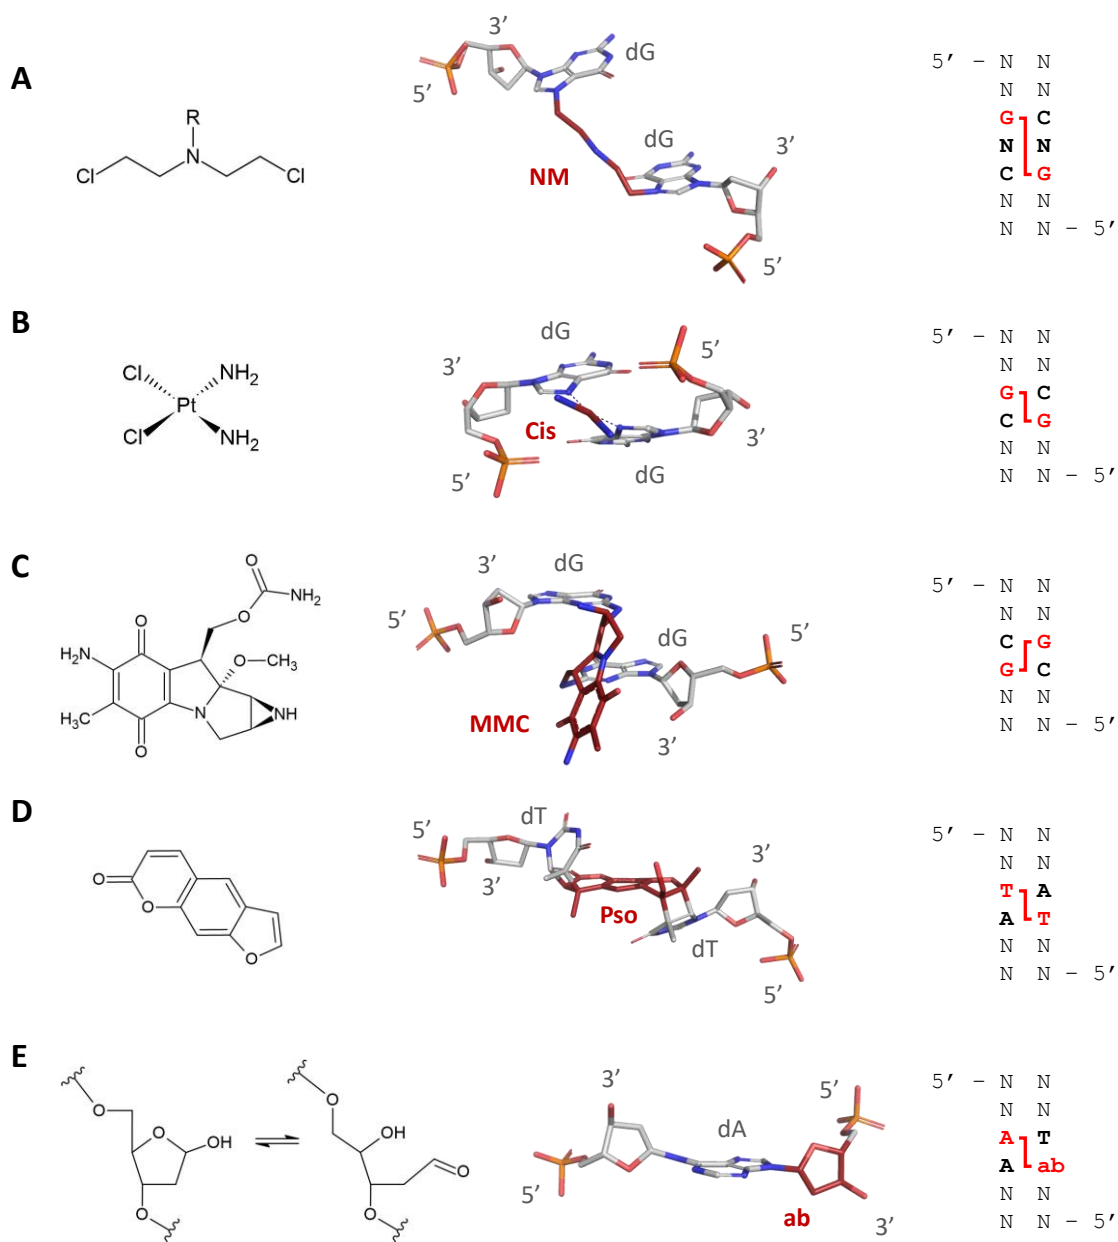 A
R
N
Cl
Cl
3′
5′
dG
NM
dG
3′
5′
5′ – N N
N N
G C
N N
C G
N N
N N – 5′
B
Cl
Cl
Pt
NH2
NH2
dG
3′
5′
Cis
5′
dG
3′
5′ – N N
N N
G C
C G
N N
N N – 5′
C
O
NH2
O
O
NH2
O
CH3
H3C
N
NH
O
3′
dG
5′
dG
5′
MMC
3′
5′ – N N
N N
C G
G C
N N
N N – 5′
D
O
O
O
5′
dT
3′
3′
Pso
dT
5′
5′ – N N
N N
T A
A T
N N
N N – 5′
E
O
O
OH
O
O
OH
O
O
3′
5′
dA
5′
ab
3′
5′ – N N
N N
A T
A ab
N N
N N – 5′